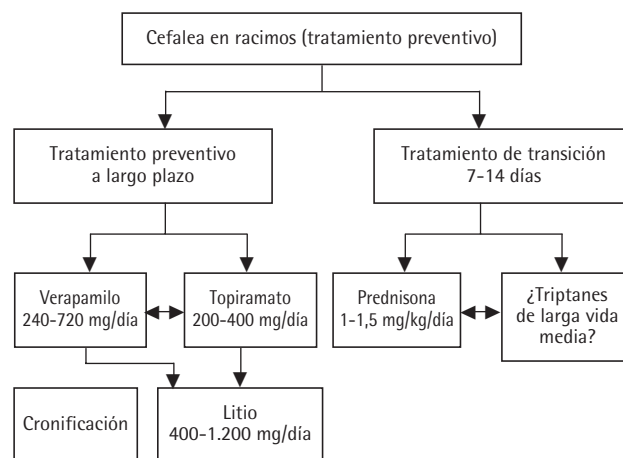 Cefalea en racimos (tratamiento preventivo)
Tratamiento preventivo
a largo plazo
Tratamiento de transición
7-14 días
Verapamilo
240-720 mg/día
Topiramato
200-400 mg/día
Prednisona
1-1,5 mg/kg/día
¿Triptanes
de larga vida
media?
Cronificación
Litio
400-1.200 mg/día